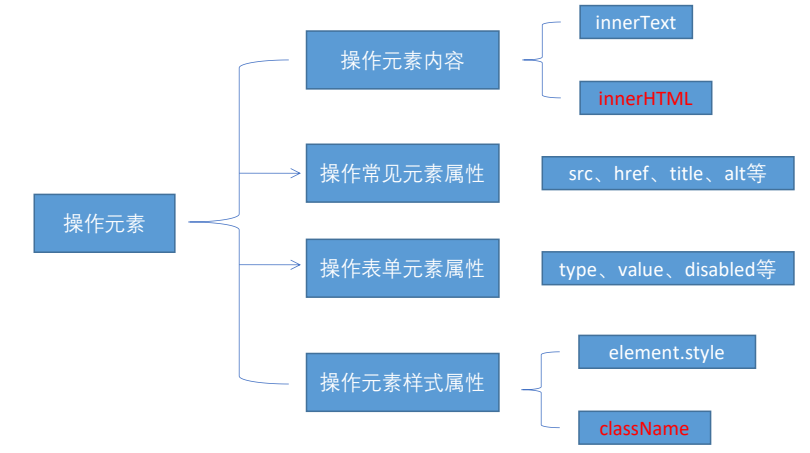 操作元素
操作元素内容
innerText
innerHTML
操作常见元素属性
src、href、title、alt等
操作表单元素属性
type、value、disabled等
操作元素样式属性
element.style
className